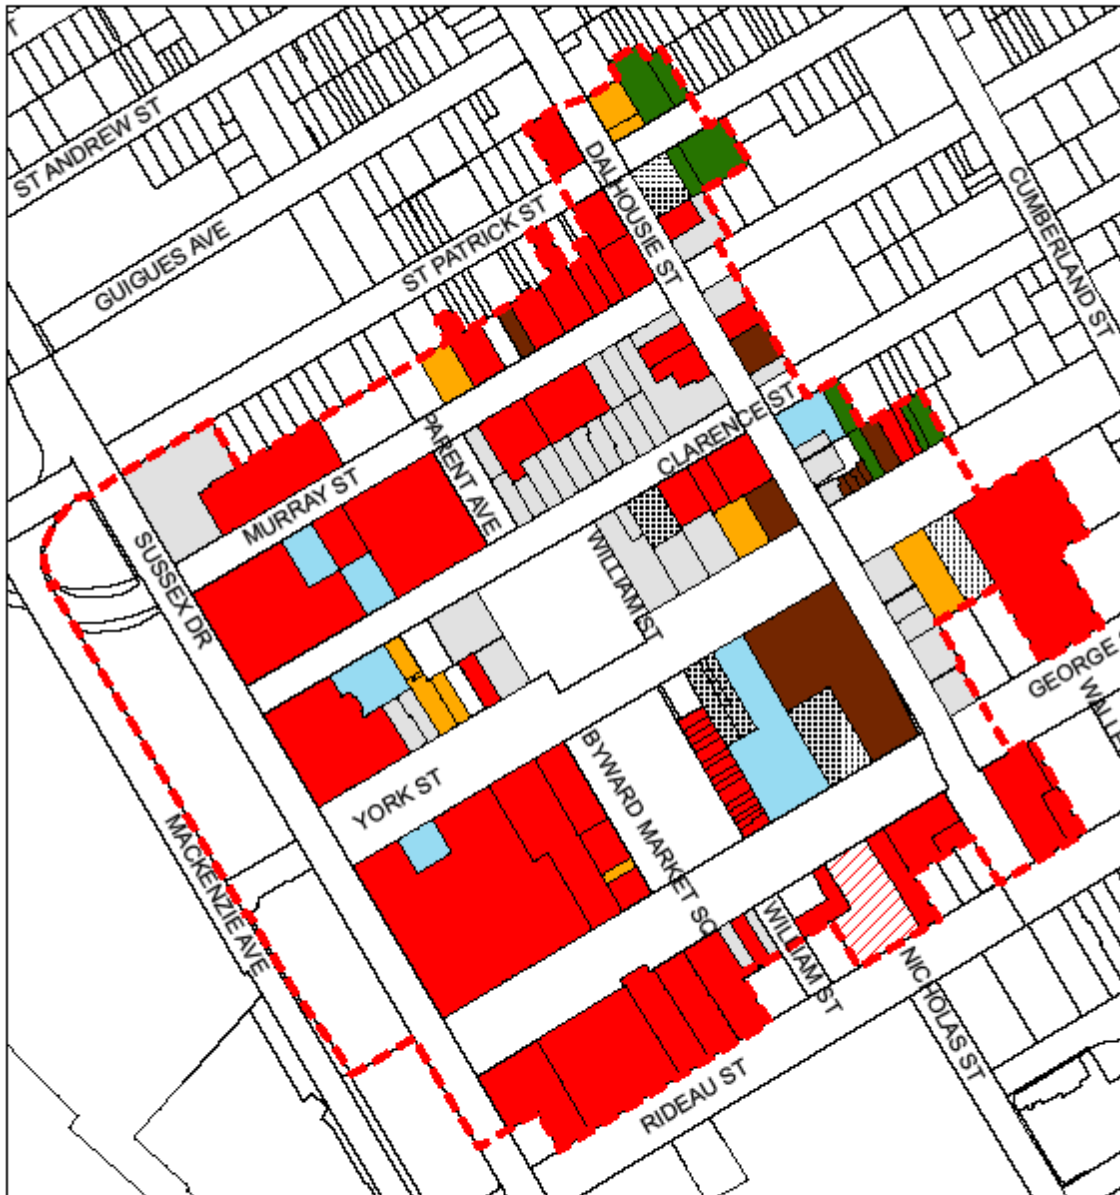 T
ST ANDREW ST
GUIGUES AVE
ST PATRICK ST
DALHOUSIE ST
CUMBERLAND ST
PARENT AVE
CLARENCE ST
MURRAY ST
SUSSEX DR
WILLIAM ST
GEORGE
WALLE
YORK ST
BYWARD MARKET SQ
MACKENZIE AVE
WILLIAM ST
NICHOLAS ST
RIDEAU ST